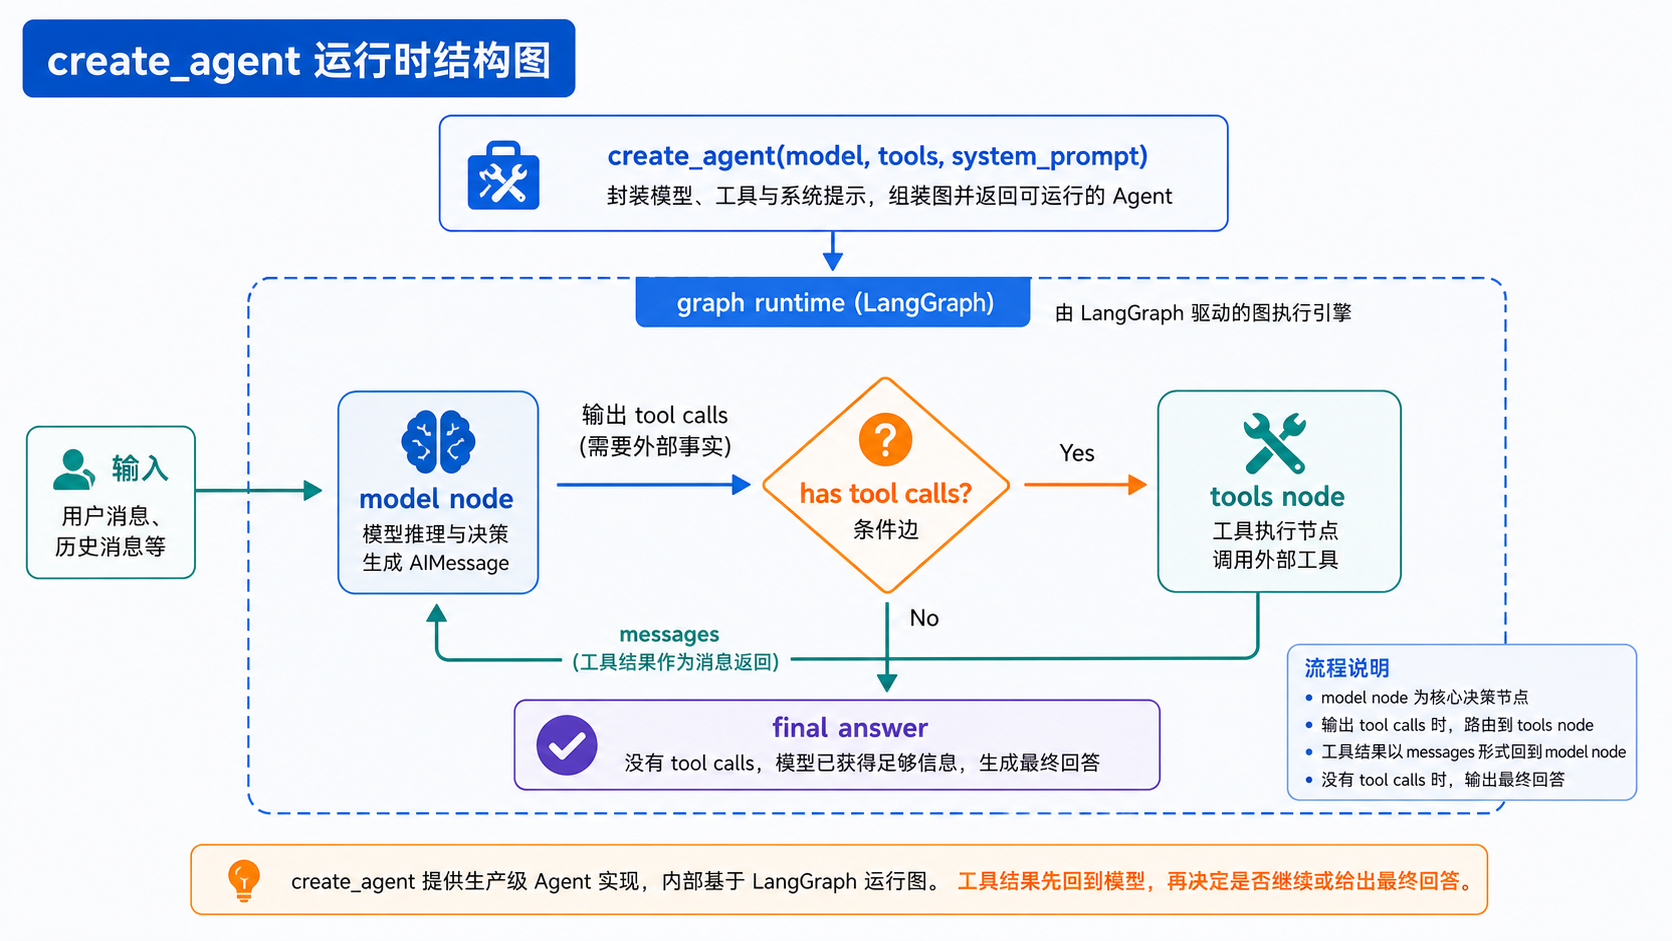 create_agent 运行时结构图
create_agent(model, tools, system_prompt)
封装模型、工具与系统提示，组装图并返回可运行的 Agent
graph runtime (LangGraph)
由 LangGraph 驱动的图执行引擎
输入
用户消息、
历史消息等
model node
模型推理与决策
生成 AIMessage
输出 tool calls
(需要外部事实)
?
has tool calls?
条件边
Yes
tools node
工具执行节点
调用外部工具
No
messages
(工具结果作为消息返回)
final answer
没有 tool calls，模型已获得足够信息，生成最终回答
流程说明
• model node 为核心决策节点
• 输出 tool calls 时，路由到 tools node
• 工具结果以 messages 形式回到 model node
• 没有 tool calls 时，输出最终回答
create_agent 提供生产级 Agent 实现，内部基于 LangGraph 运行图。 工具结果先回到模型，再决定是否继续或给出最终回答。